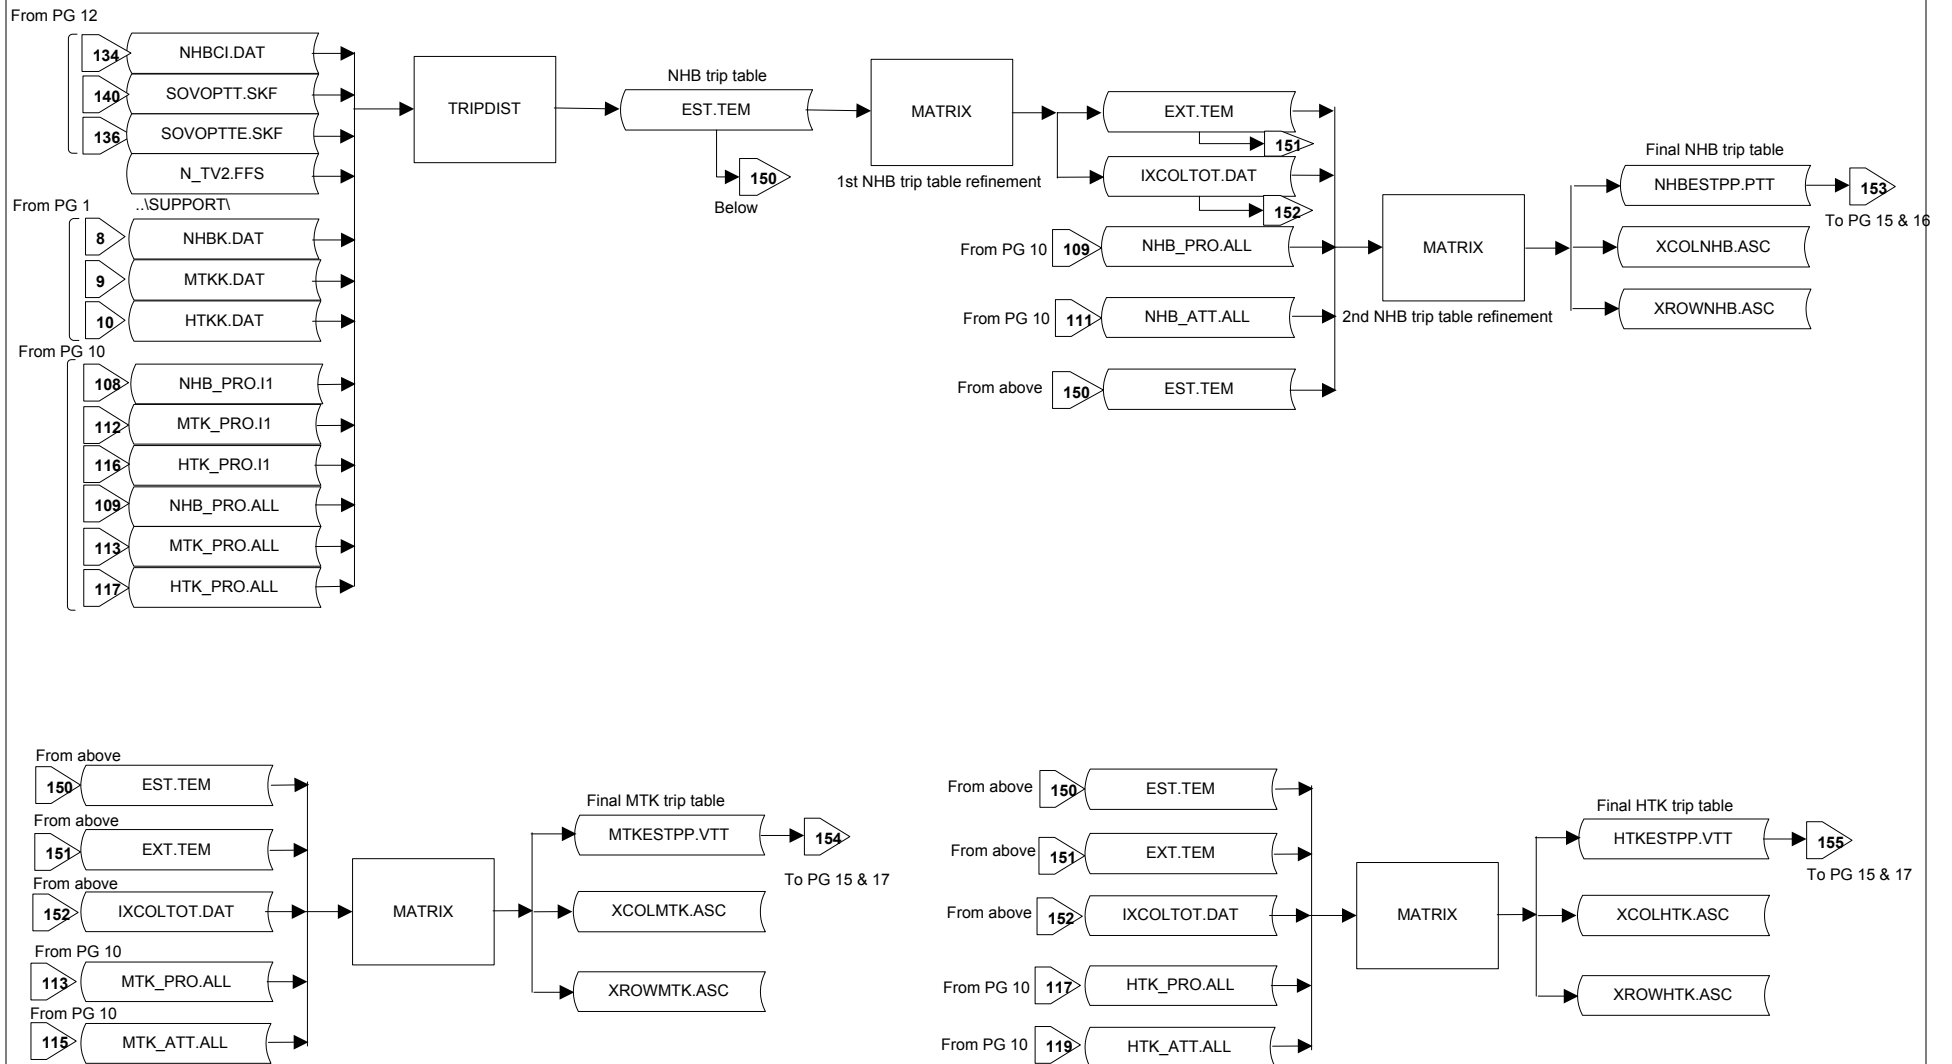 From PG 12
134 NHBCI.DAT
140 SOVOPTT.SKF
136 SOVOPTTE.SKF
N_TV2.FFS
From PG 1 ..\SUPPORT\
8 NHBK.DAT
9 MTKK.DAT
10 HTKK.DAT
From PG 10
108 NHB_PRO.I1
112 MTK_PRO.I1
116 HTK_PRO.I1
109 NHB_PRO.ALL
113 MTK_PRO.ALL
117 HTK_PRO.ALL
TRIPDIST
NHB trip table
EST.TEM
150
Below
MATRIX
1st NHB trip table refinement
EXT.TEM
151
IXCOLTOT.DAT
152
From PG 10 109 NHB_PRO.ALL
From PG 10 111 NHB_ATT.ALL
From above 150 EST.TEM
MATRIX
2nd NHB trip table refinement
Final NHB trip table
NHBESTPP.PTT
153
To PG 15 & 16
XCOLNHB.ASC
XROWNHB.ASC
From above
150 EST.TEM
From above
151 EXT.TEM
From above
152 IXCOLTOT.DAT
From PG 10
113 MTK_PRO.ALL
From PG 10
115 MTK_ATT.ALL
MATRIX
Final MTK trip table
MTKESTPP.VTT
154
To PG 15 & 17
XCOLMTK.ASC
XROWMTK.ASC
From above 150 EST.TEM
From above 151 EXT.TEM
From above 152 IXCOLTOT.DAT
From PG 10 117 HTK_PRO.ALL
From PG 10 119 HTK_ATT.ALL
MATRIX
Final HTK trip table
HTKESTPP.VTT
155
To PG 15 & 17
XCOLHTK.ASC
XROWHTK.ASC